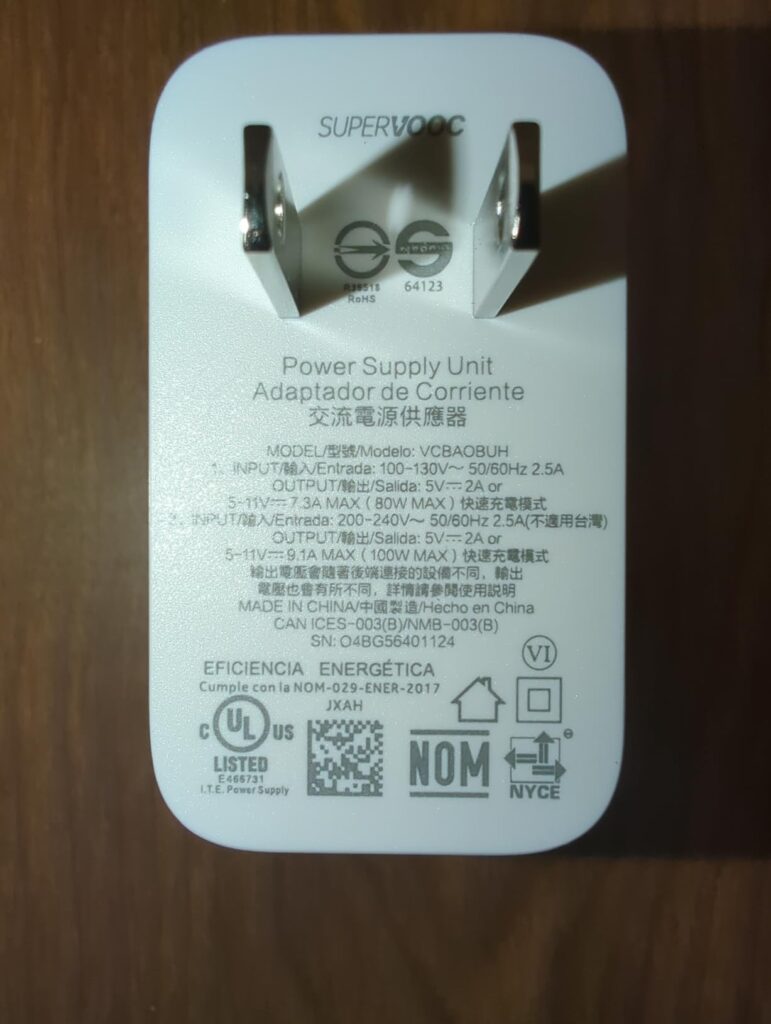 SUPERVOOC
R38518
RoHS
64123
Power Supply Unit
Adaptador de Corriente
交流電源供應器
MODEL/型號/Modelo: VCBAOBUH
1. INPUT/輸入/Entrada: 100-130V~ 50/60Hz 2.5A
OUTPUT/輸出/Salida: 5V⎓2A or
5-11V⎓7.3A MAX（80W MAX）快速充電模式
2. INPUT/輸入/Entrada: 200-240V~ 50/60Hz 2.5A(不適用台灣)
OUTPUT/輸出/Salida: 5V⎓2A or
5-11V⎓9.1A MAX（100W MAX）快速充電模式
輸出電壓會隨著後端連接的設備不同，輸出
電壓也會有所不同，詳情請參閱使用說明
MADE IN CHINA/中國製造/Hecho en China
CAN ICES-003(B)/NMB-003(B)
SN: O4BG56401124
VI
EFICIENCIA ENERGÉTICA
Cumple con la NOM-029-ENER-2017
JXAH
C UL US
LISTED
E466731
I.T.E. Power Supply
NOM
NYCE